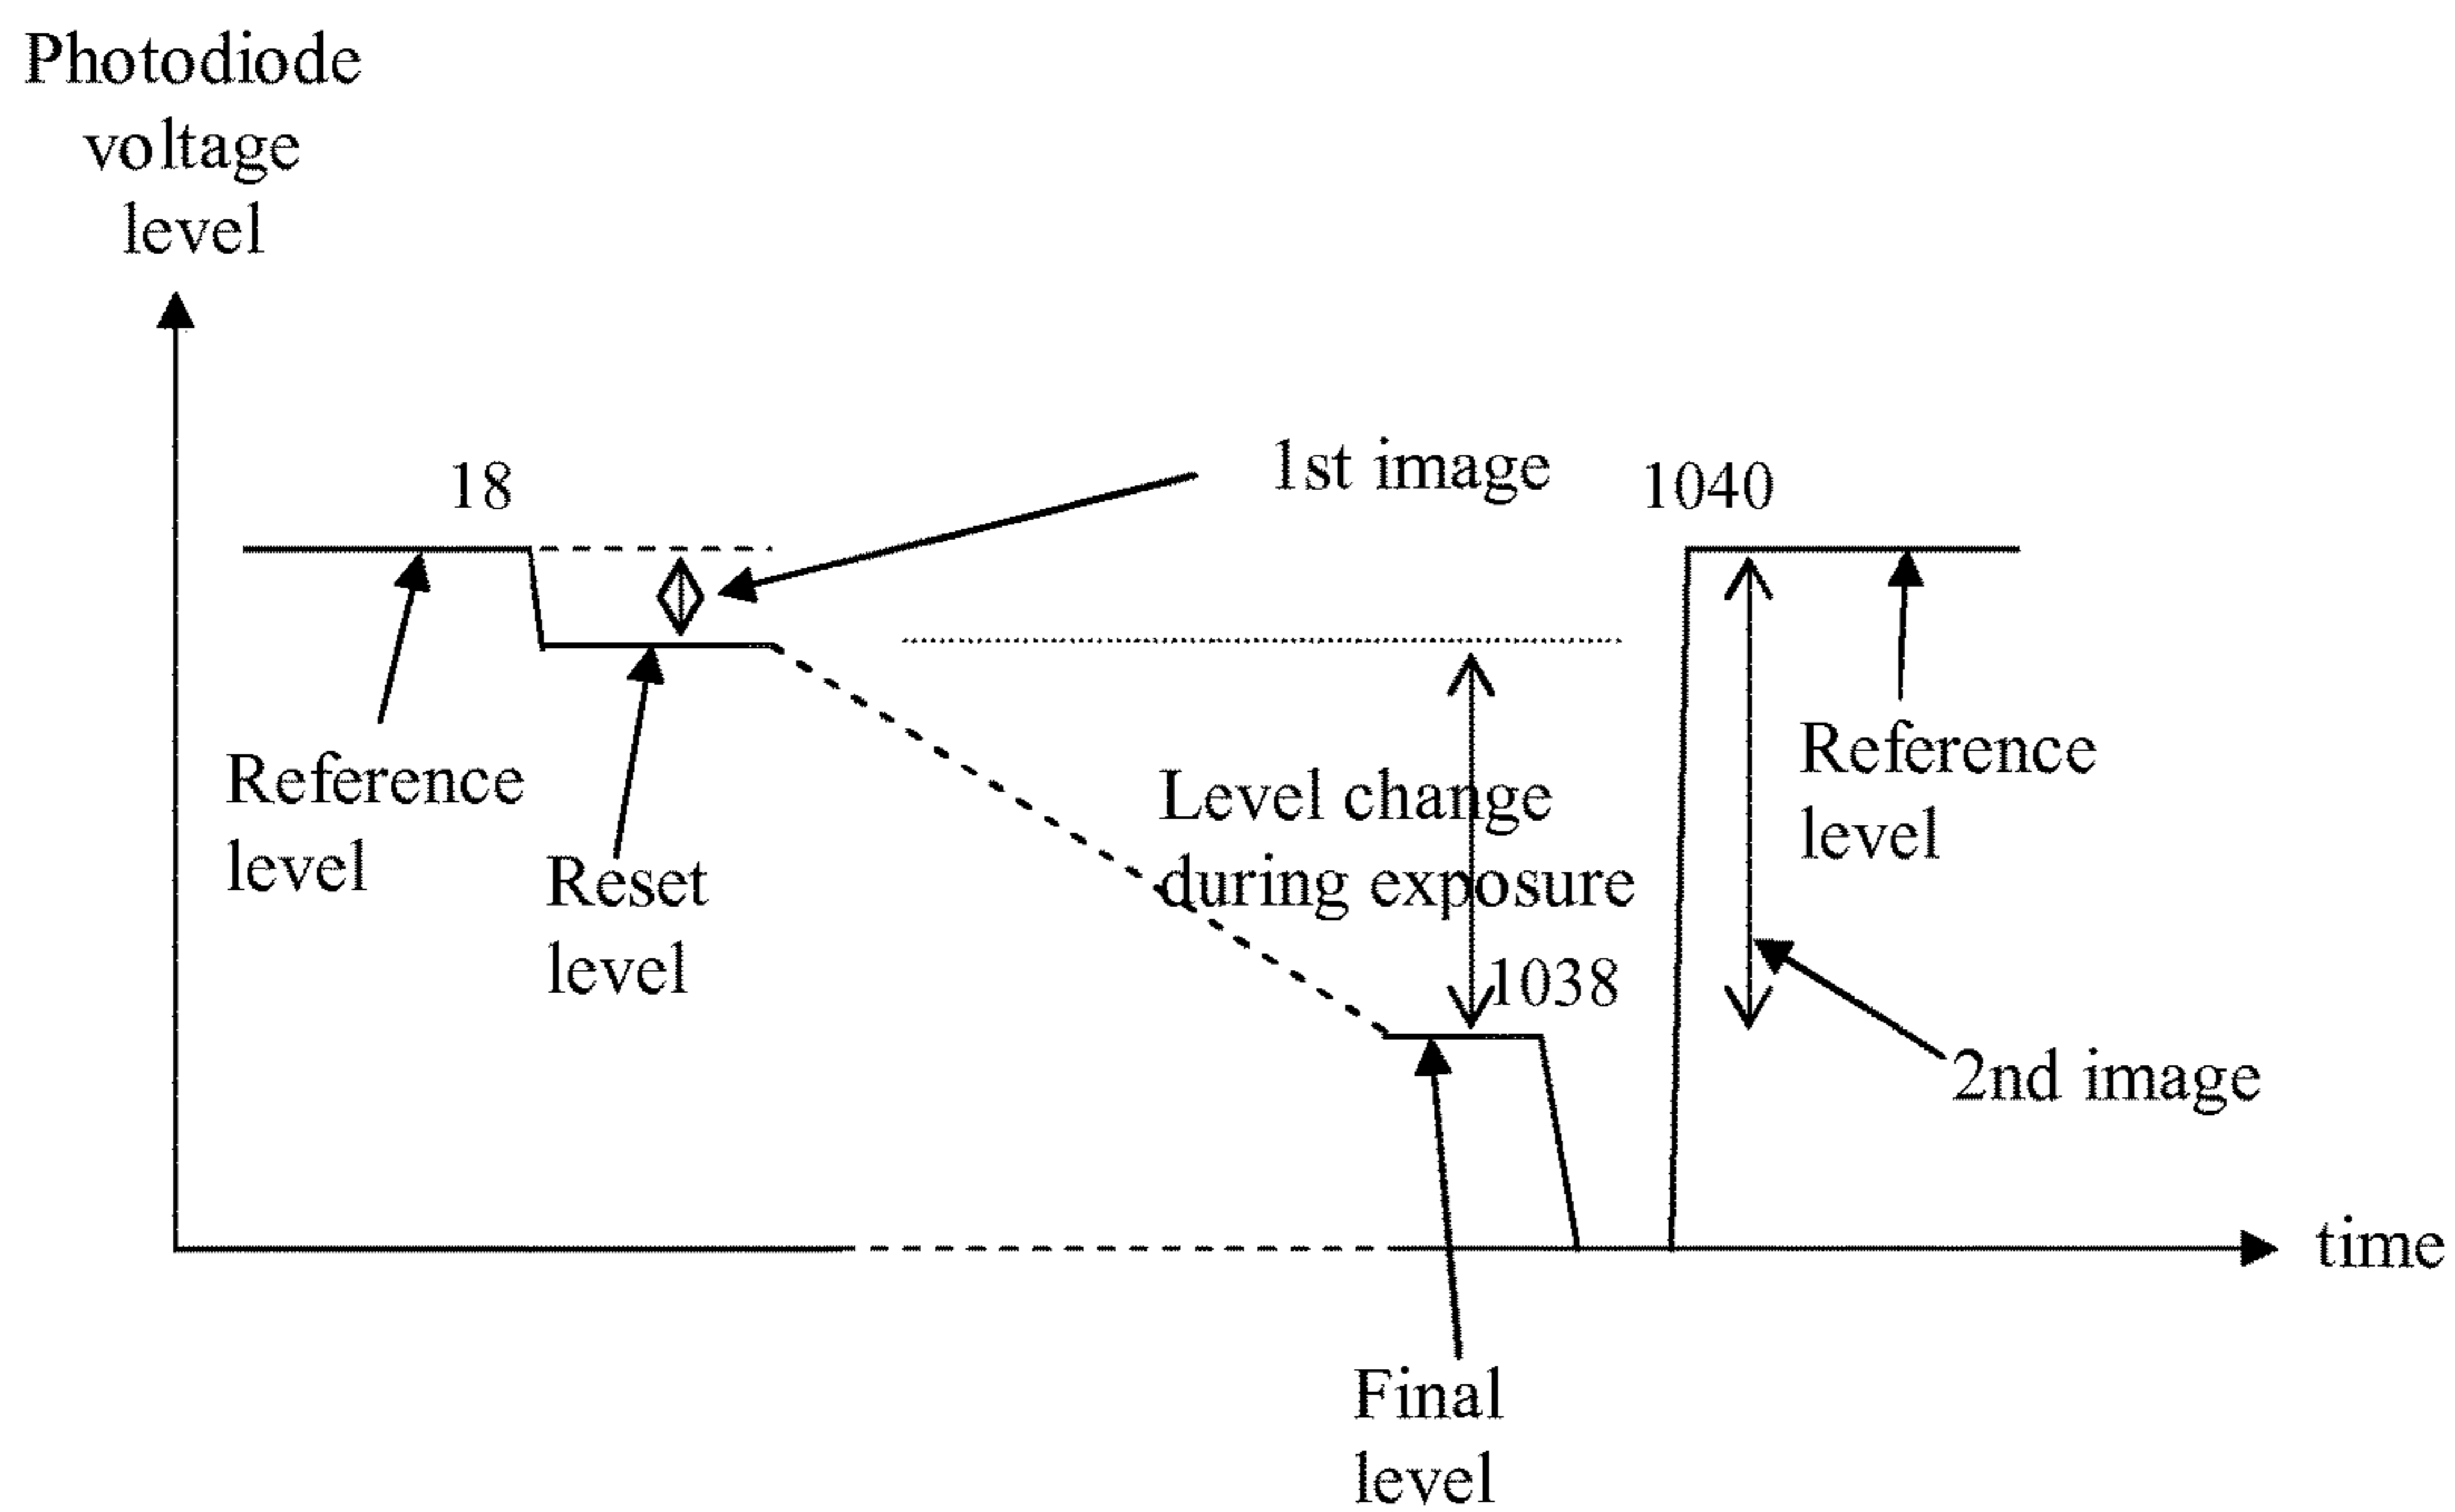 Photodiode
voltage
level
18
1st image
1040
Reference
level
Reset
level
Level change
during exposure
1038
Reference
level
2nd image
time
Final
level